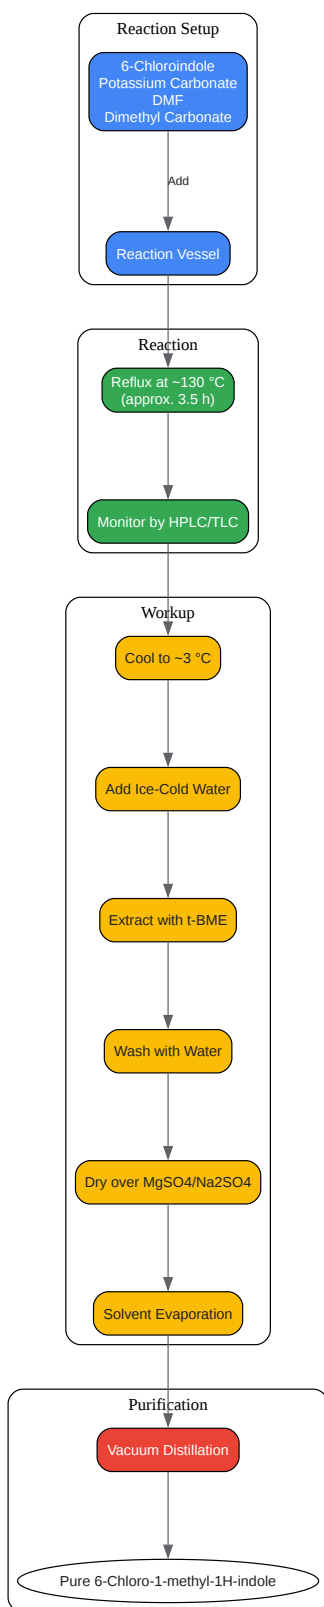 Reaction Setup
6-Chloroindole
Potassium Carbonate
DMF
Dimethyl Carbonate
Add
Reaction Vessel
Reaction
Reflux at ~130 °C
(approx. 3.5 h)
Monitor by HPLC/TLC
Workup
Cool to ~3 °C
Add Ice-Cold Water
Extract with t-BME
Wash with Water
Dry over MgSO4/Na2SO4
Solvent Evaporation
Purification
Vacuum Distillation
Pure 6-Chloro-1-methyl-1H-indole